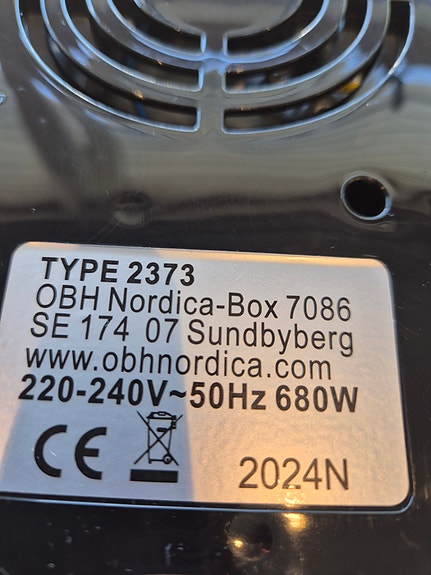 TYPE 2373
OBH Nordica-Box 7086
SE 174 07 Sundbyberg
www.obhnordica.com
220-240V~50Hz 680W
CE 2024N